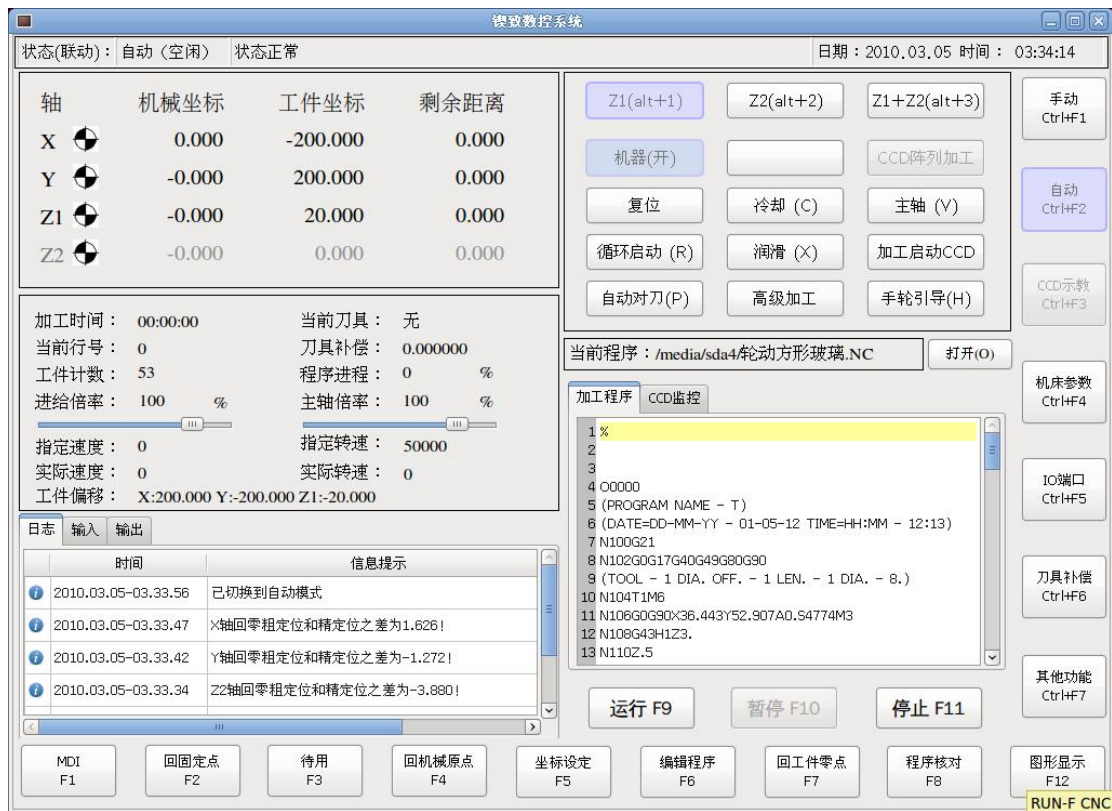 锲致数控系统
状态(联动)： 自动（空闲） 状态正常 日期：2010.03.05 时间： 03:34:14
轴 机械坐标 工件坐标 剩余距离
X 0.000 -200.000 0.000
Y -0.000 200.000 0.000
Z1 -0.000 20.000 0.000
Z2 -0.000 0.000 0.000
加工时间： 00:00:00 当前刀具： 无
当前行号： 0 刀具补偿： 0.000000
工件计数： 53 程序进程： 0 %
进给倍率： 100 % 主轴倍率： 100 %
指定速度： 0 指定转速： 50000
实际速度： 0 实际转速： 0
工件偏移： X:200.000 Y:-200.000 Z1:-20.000
日志 输入 输出
时间 信息提示
2010.03.05-03.33.56 已切换到自动模式
2010.03.05-03.33.47 X轴回零粗定位和精定位之差为1.626!
2010.03.05-03.33.42 Y轴回零粗定位和精定位之差为-1.272!
2010.03.05-03.33.34 Z2轴回零粗定位和精定位之差为-3.880!
Z1(alt+1) Z2(alt+2) Z1+Z2(alt+3)
机器(开) CCD阵列加工
复位 冷却 (C) 主轴 (V)
循环启动 (R) 润滑 (X) 加工启动CCD
自动对刀(P) 高级加工 手轮引导(H)
当前程序：/media/sda4/轮动方形玻璃.NC 打开(O)
加工程序 CCD监控
1 %
2
3
4 O0000
5 (PROGRAM NAME - T)
6 (DATE=DD-MM-YY - 01-05-12 TIME=HH:MM - 12:13)
7 N100G21
8 N102G0G17G40G49G80G90
9 (TOOL - 1 DIA. OFF. - 1 LEN. - 1 DIA. - 8.)
10 N104T1M6
11 N106G0G90X36.443Y52.907A0.S4774M3
12 N108G43H1Z3.
13 N110Z.5
运行 F9 暂停 F10 停止 F11
手动
Ctrl+F1
自动
Ctrl+F2
CCD示教
Ctrl+F3
机床参数
Ctrl+F4
IO端口
Ctrl+F5
刀具补偿
Ctrl+F6
其他功能
Ctrl+F7
MDI 回固定点 待用 回机械原点 坐标设定 编辑程序 回工件零点 程序核对 图形显示
F1 F2 F3 F4 F5 F6 F7 F8 F12
RUN-F CNC